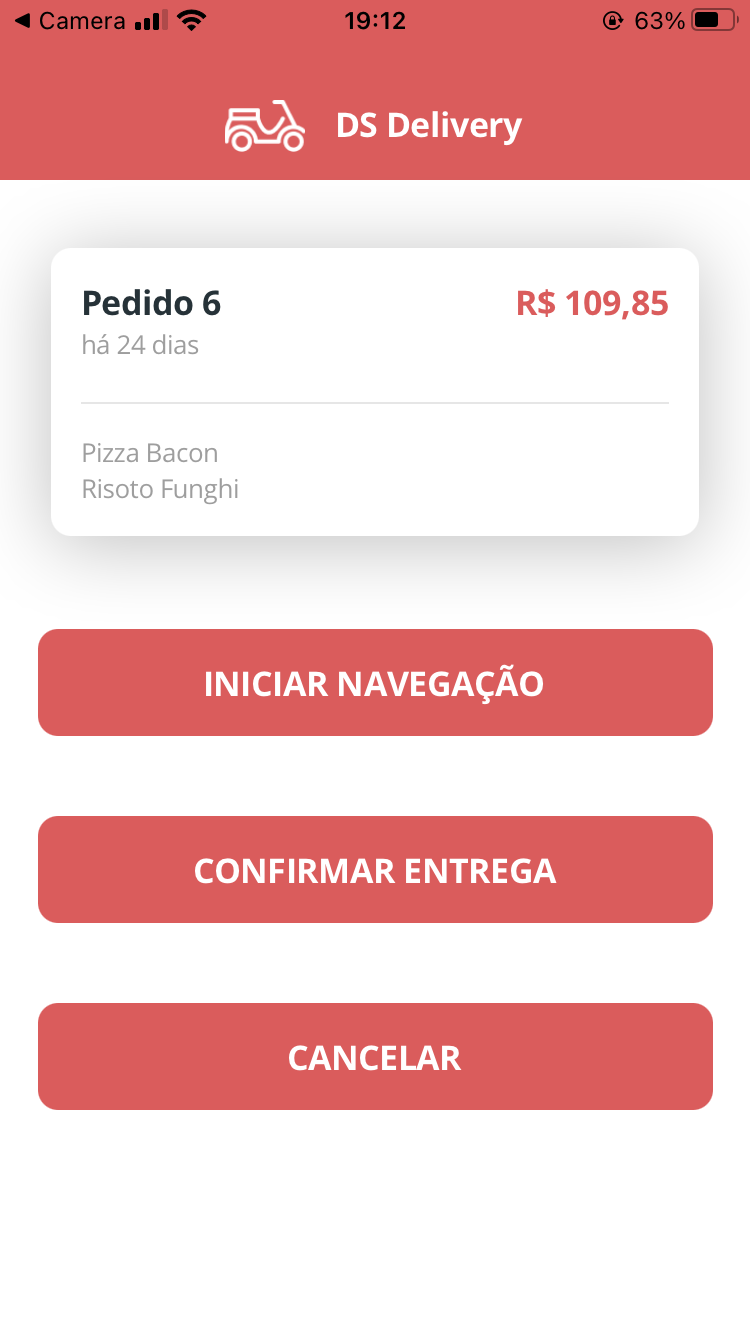 Camera 19:12 63%
DS Delivery
Pedido 6 R$ 109,85
há 24 dias
Pizza Bacon
Risoto Funghi
INICIAR NAVEGAÇÃO
CONFIRMAR ENTREGA
CANCELAR